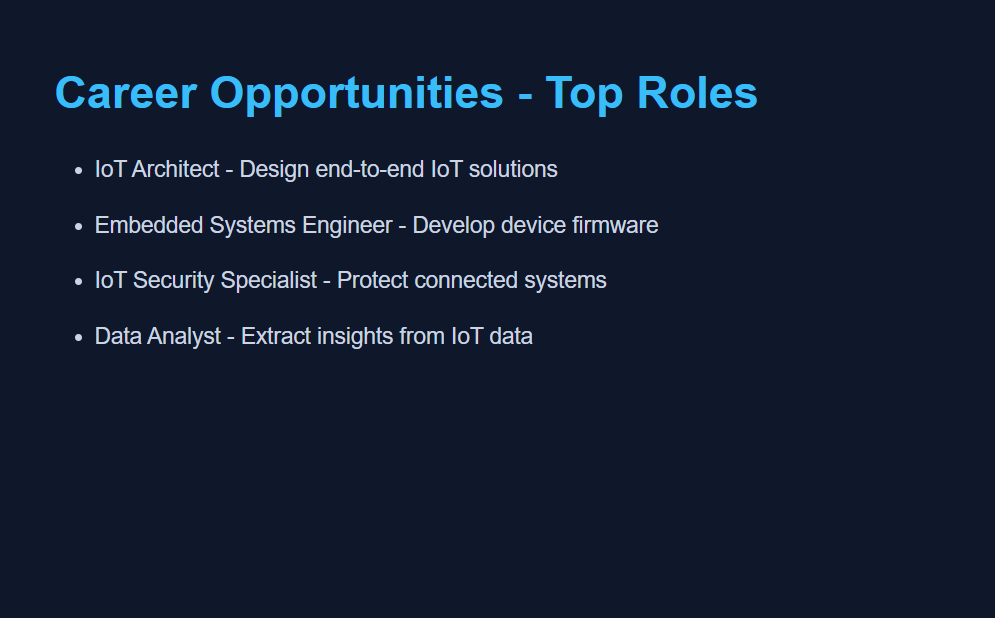 Career Opportunities - Top Roles
• IoT Architect - Design end-to-end IoT solutions
• Embedded Systems Engineer - Develop device firmware
• IoT Security Specialist - Protect connected systems
• Data Analyst - Extract insights from IoT data